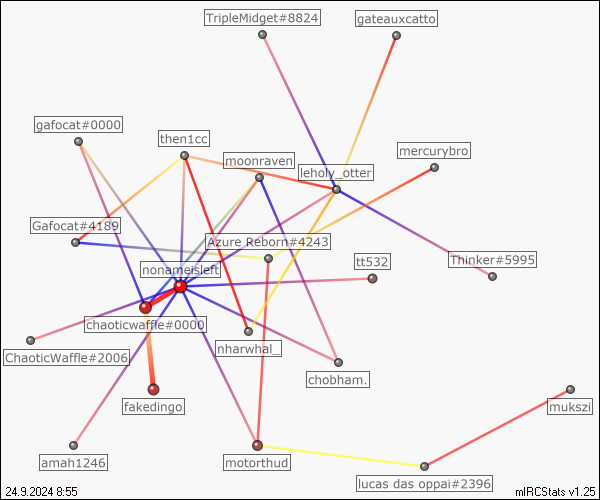 TripleMidget#8824
gateauxcatto
gafocat#0000
then1cc
mercurybro
moonraven
leholy_otter
Gafocat#4189
Azure Reborn#4243
tt532
Thinker#5995
nonameisleft
chaoticwaffle#0000
nharwhal_
ChaoticWaffle#2006
chobham.
fakedingo
mukszi
amah1246
motorthud
lucas das oppai#2396
24.9.2024 8:55
mIRCStats v1.25